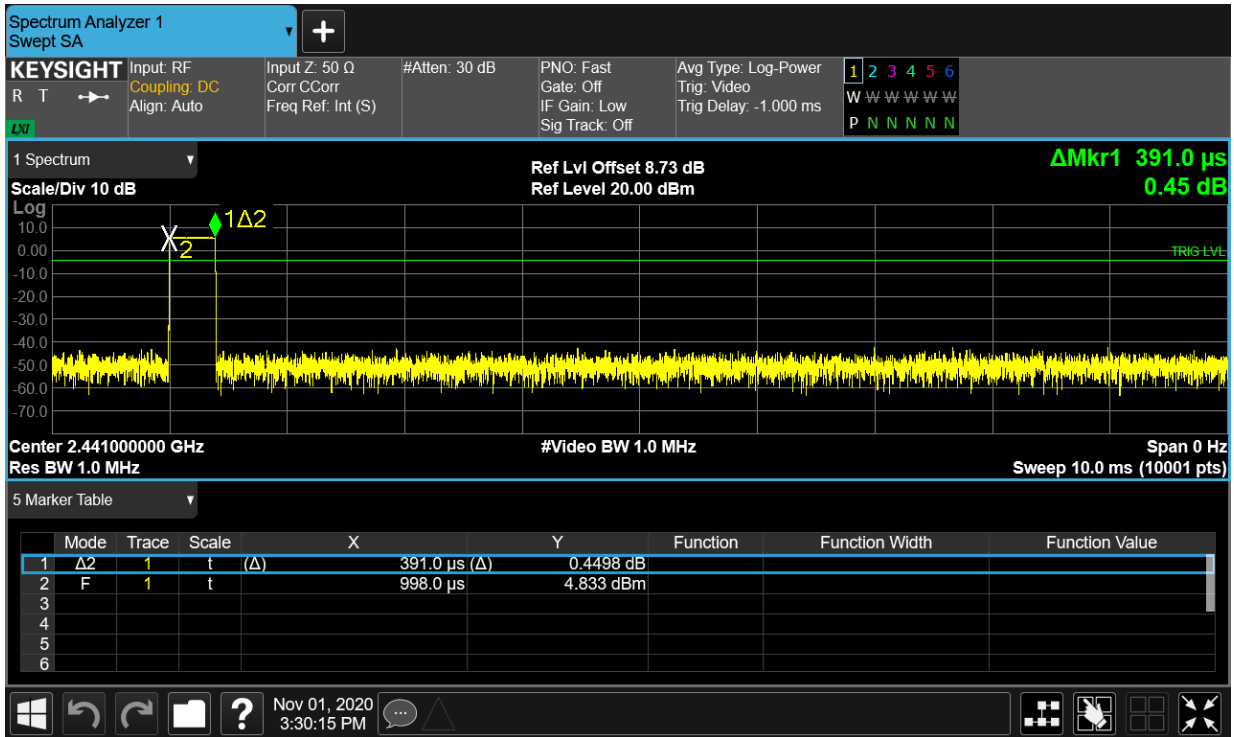 Spectrum Analyzer 1
Swept SA
KEYSIGHT
R T
LXI
Input: RF
Coupling: DC
Align: Auto
Input Z: 50 Ω
Corr CCorr
Freq Ref: Int (S)
#Atten: 30 dB
PNO: Fast
Gate: Off
IF Gain: Low
Sig Track: Off
Avg Type: Log-Power
Trig: Video
Trig Delay: -1.000 ms
1 2 3 4 5 6
W W W W W W
P N N N N N
1 Spectrum
Scale/Div 10 dB
Ref Lvl Offset 8.73 dB
Ref Level 20.00 dBm
ΔMkr1 391.0 µs
0.45 dB
Log
10.0
0.00
-10.0
-20.0
-30.0
-40.0
-50.0
-60.0
-70.0
1Δ2
X
2
TRIG LVL
Center 2.441000000 GHz
#Video BW 1.0 MHz
Span 0 Hz
Res BW 1.0 MHz
Sweep 10.0 ms (10001 pts)
5 Marker Table
Mode Trace Scale X Y Function Function Width Function Value
1 Δ2 1 t (Δ) 391.0 µs (Δ) 0.4498 dB
2 F 1 t 998.0 µs 4.833 dBm
3
4
5
6
?
Nov 01, 2020
3:30:15 PM